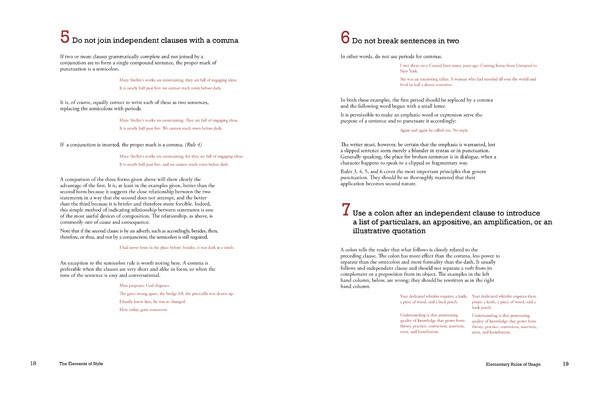 5 Do not join independent clauses with a comma
If two or more clauses grammatically complete and not joined by a
conjunction are to form a single compound sentence, the proper mark of
punctuation is a semicolon.
Mary Shelley's works are entertaining; they are full of engaging ideas.
It is nearly half past five; we cannot reach town before dark.
It is, of course, equally correct to write each of these as two sentences,
replacing the semicolons with periods.
Mary Shelley's works are entertaining. They are full of engaging ideas.
It is nearly half past five. We cannot reach town before dark.
If a conjunction is inserted, the proper mark is a comma. (Rule 4)
Mary Shelley's works are entertaining, for they are full of engaging ideas.
It is nearly half past five, and we cannot reach town before dark.
A comparison of the three forms given above will show clearly the
advantage of the first. It is, at least in the examples given, better than the
second form because it suggests the close relationship between the two
statements in a way that the second does not attempt, and the better
than the third because it is briefer and therefore more forcible. Indeed,
this simple method of indicating relationship between statements is one
of the most useful devices of composition. The relationship, as above, is
commonly one of cause and consequence.
Note that if the second clause is by an adverb, such as accordingly, besides, then,
therefore, or thus, and not by a conjunction, the semicolon is still required.
I had never been in the place before; besides, it was dark as a tomb.
An exception to the semicolon rule is worth noting here. A comma is
preferable when the clauses are very short and alike in form, or when the
tone of the sentence is easy and conversational.
Man proposes, God disposes.
The gates swung apart, the bridge fell, the portcullis was drawn up.
I hardly knew him, he was so changed.
Here today, gone tomorrow.
18
The Elements of Style
6 Do not break sentences in two
In other words, do not use periods for commas.
I met them on a Cunard liner many years ago. Coming home from Liverpool to
New York.
She was an interesting talker. A woman who had traveled all over the world and
lived in half a dozen countries.
In both these examples, the first period should be replaced by a comma
and the following word begun with a small letter.
It is permissible to make an emphatic word or expression serve the
purpose of a sentence and to punctuate it accordingly:
Again and again he called out. No reply.
The writer must, however, be certain that the emphasis is warranted, lest
a clipped sentence seem merely a blunder in syntax or in punctuation.
Generally speaking, the place for broken sentences is in dialogue, when a
character happens to speak in a clipped or fragmentary way.
Rules 3, 4, 5, and 6 cover the most important principles that govern
punctuation. They should be so thoroughly mastered that their
application becomes second nature.
7 Use a colon after an independent clause to introduce
a list of particulars, an appositive, an amplification, or an
illustrative quotation
A colon tells the reader that what follows is closely related to the
preceding clause. The colon has more effect than the comma, less power to
separate than the semicolon and more formality than the dash. It usually
follows and independent clause and should not separate a verb from its
complement or a preposition from its object. The examples in the left
hand column, below, are wrong; they should be rewritten as in the right
hand column.
Your dedicated whittler requires: a knife,
a piece of wood, and a back porch.
Understanding is that penetrating
quality of knowledge that grows from:
theory, practice, conviction, assertion,
error, and humiliation.
Your dedicated whittler requires three
props: a knife, a piece of wood, and a
back porch.
Understanding is that penetrating
quality of knowledge that grows from
theory, practice, conviction, assertion,
error, and humiliation.
Elementary Rules of Usage
19